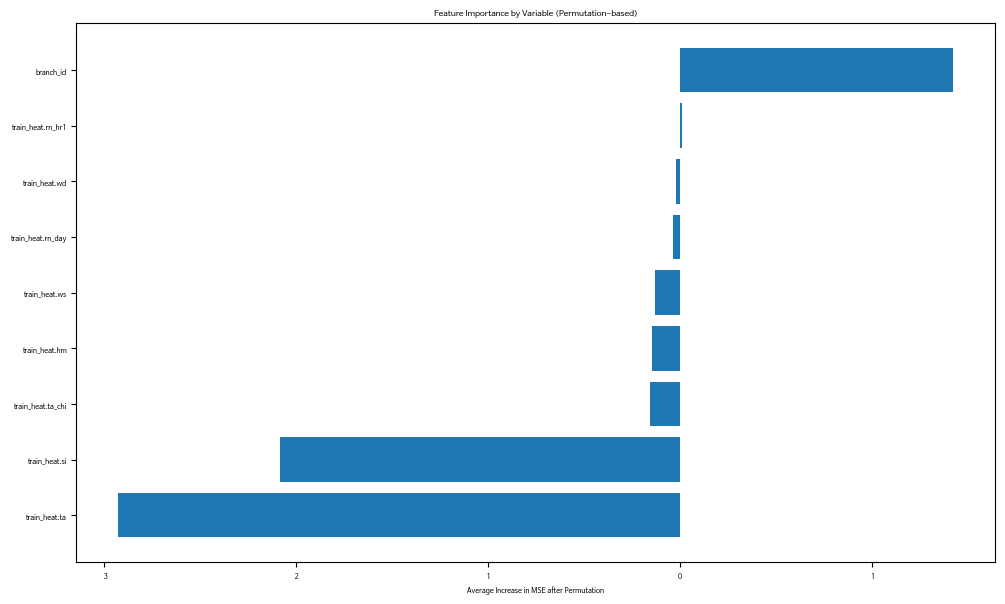 Feature Importance by Variable (Permutation-based)
branch_id
train_heat.rn_hr1
train_heat.wd
train_heat.rn_day
train_heat.ws
train_heat.hm
train_heat.ta_chi
train_heat.si
train_heat.ta
3 2 1 0 1
Average Increase in MSE after Permutation